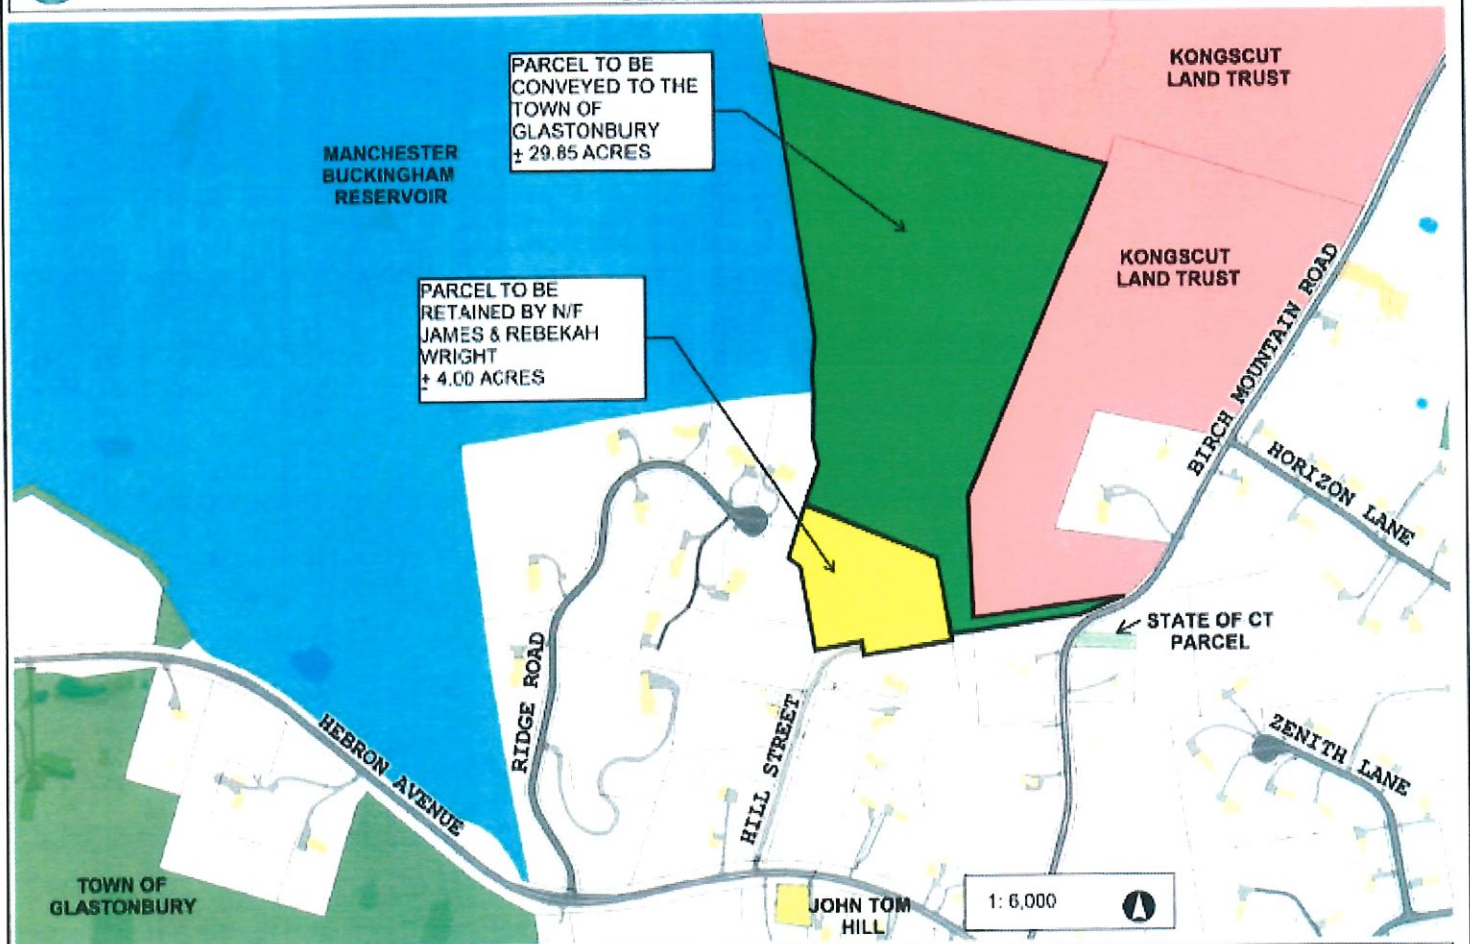 PARCEL TO BE
CONVEYED TO THE
TOWN OF
GLASTONBURY
± 29.85 ACRES
KONGSCUT
LAND TRUST
MANCHESTER
BUCKINGHAM
RESERVOIR
KONGSCUT
LAND TRUST
PARCEL TO BE
RETAINED BY N/F
JAMES & REBEKAH
WRIGHT
± 4.00 ACRES
BIRCH MOUNTAIN ROAD
HORIZON LANE
STATE OF CT
PARCEL
RIDGE ROAD
HILL STREET
HEBRON AVENUE
ZENITH LANE
TOWN OF
GLASTONBURY
JOHN TOM
HILL
1: 6,000